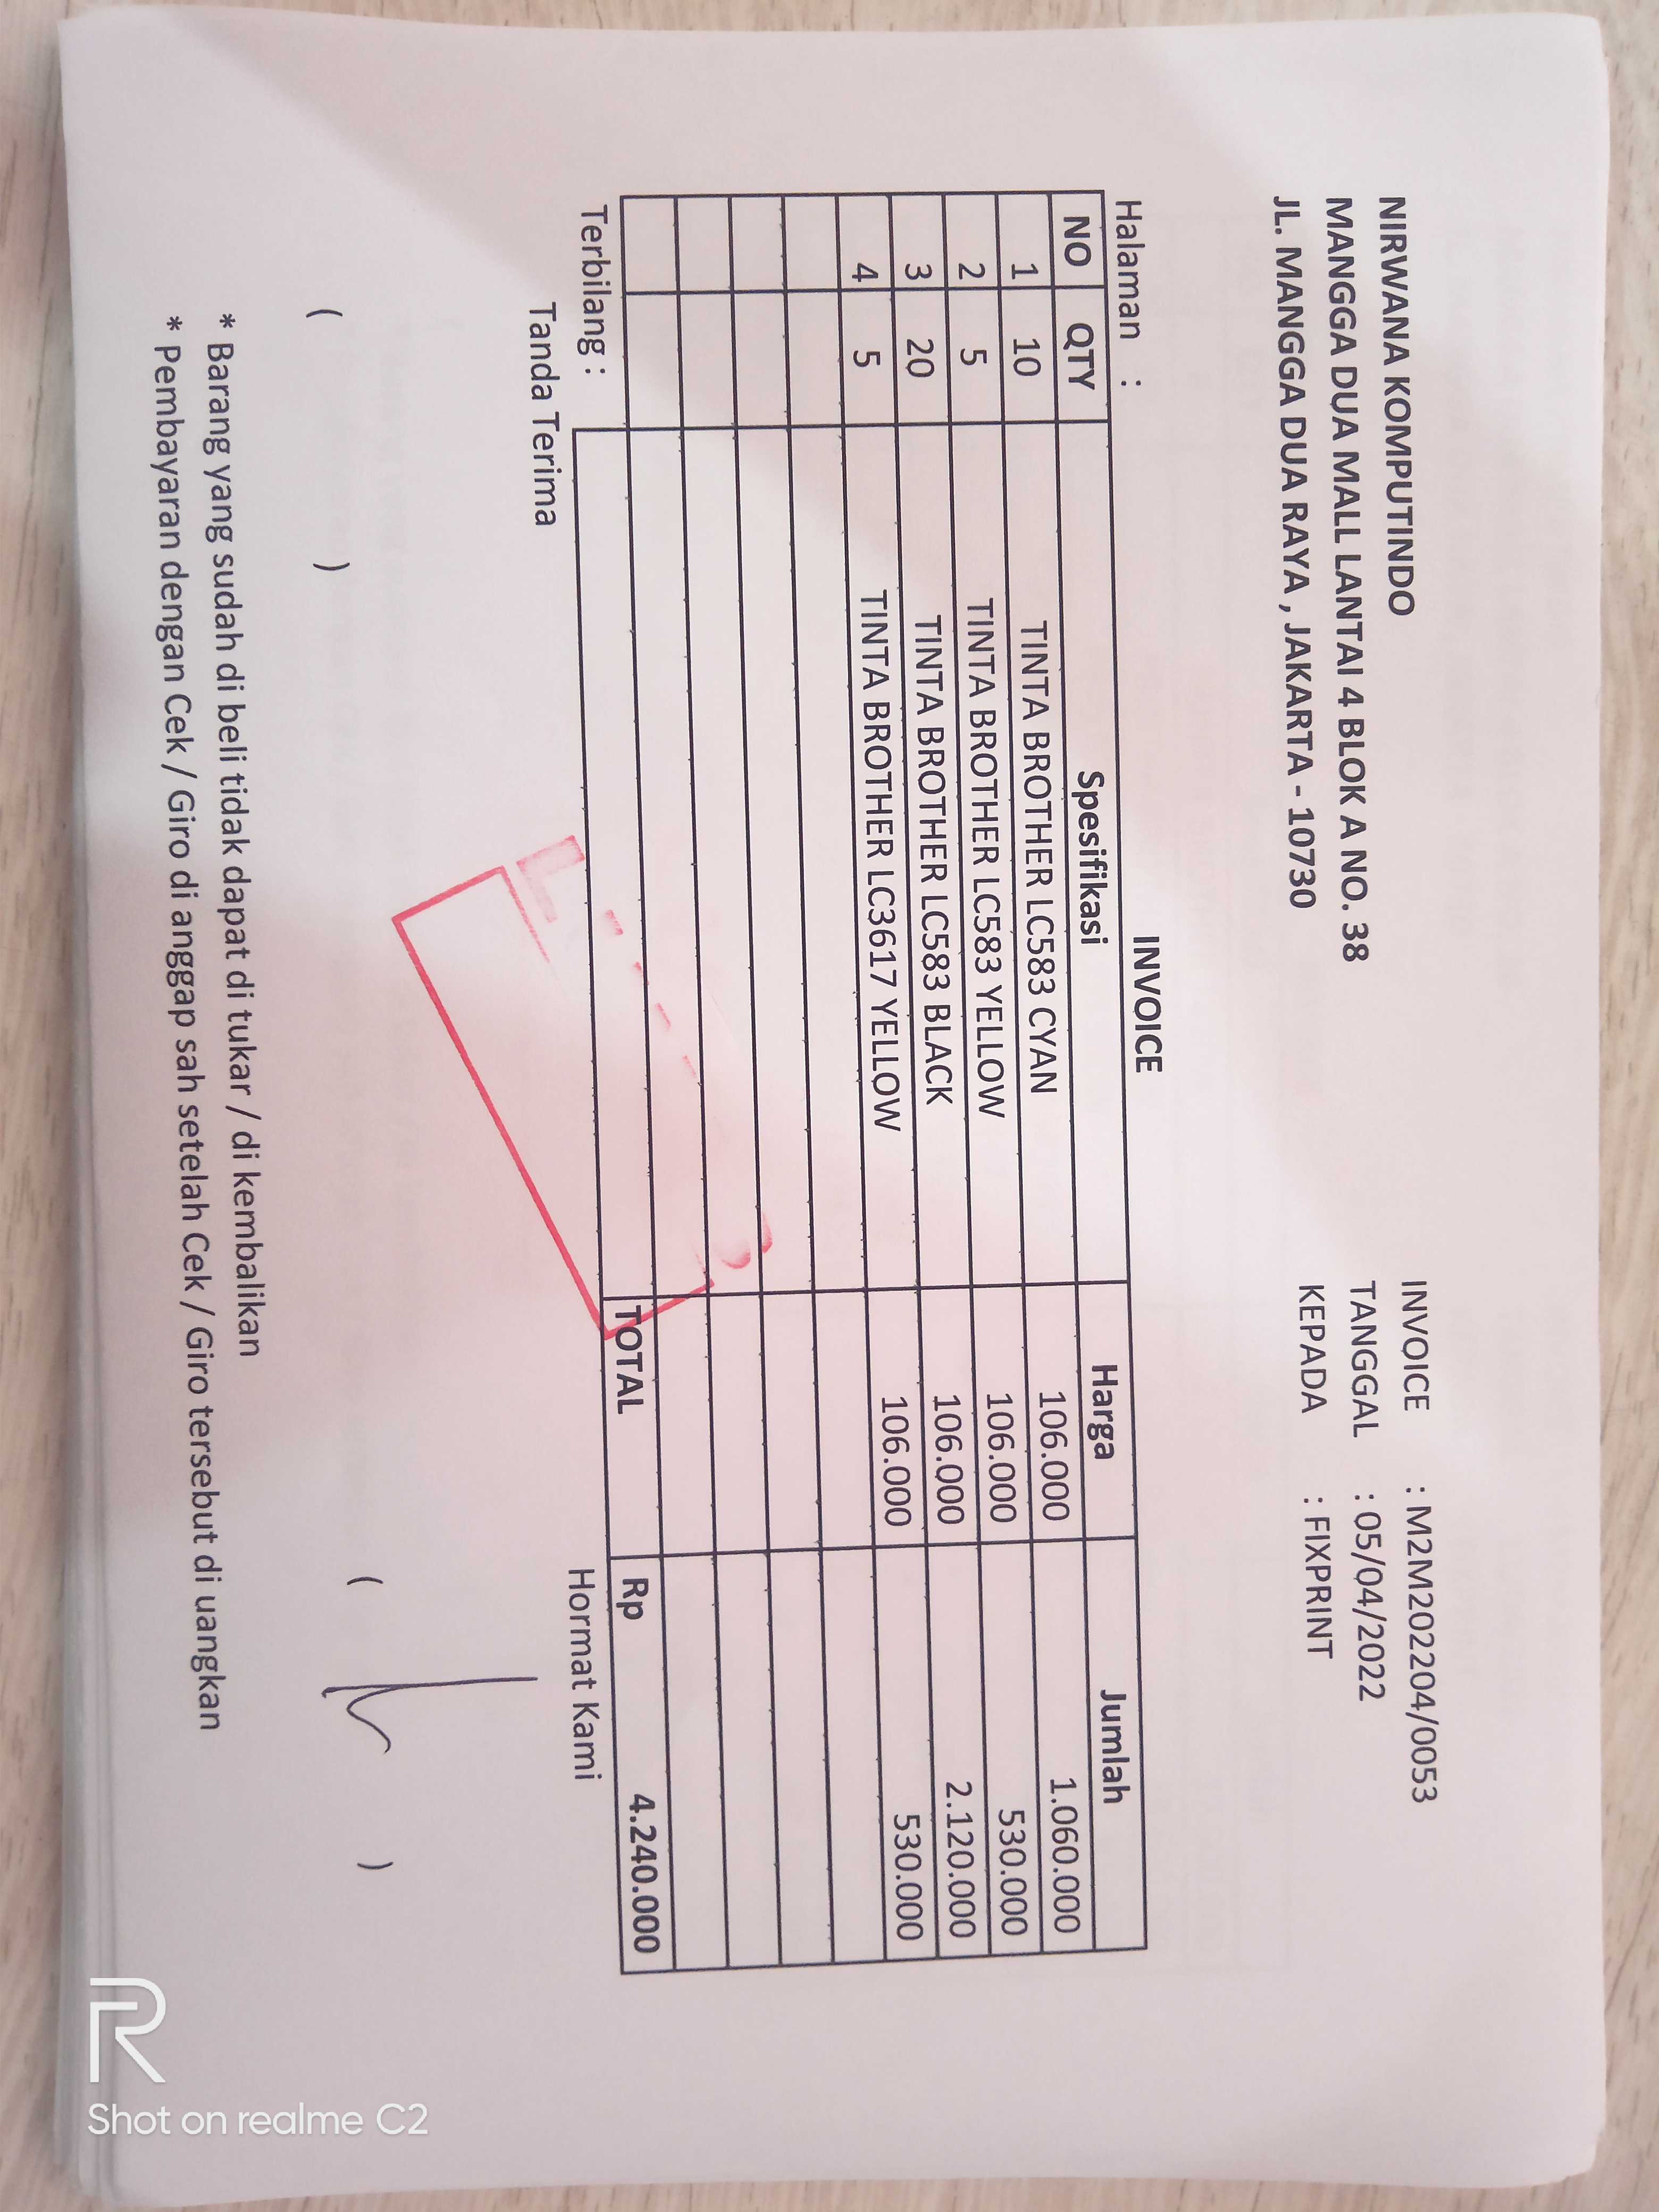 NIRWANA KOMPUTINDO
MANGGA DUA MALL LANTAI 4 BLOK A NO. 38
JL. MANGGA DUA RAYA , JAKARTA - 10730
INVOICE : M2M202204/0053
TANGGAL : 05/04/2022
KEPADA : FIXPRINT
INVOICE
Halaman :
NO QTY Spesifikasi Harga Jumlah
1 10 TINTA BROTHER LC583 CYAN 106.000 1.060.000
2 5 TINTA BROTHER LC583 YELLOW 106.000 530.000
3 20 TINTA BROTHER LC583 BLACK 106.000 2.120.000
4 5 TINTA BROTHER LC3617 YELLOW 106.000 530.000
TOTAL Rp 4.240.000
Terbilang :
Tanda Terima Hormat Kami
( ) ( )
* Barang yang sudah di beli tidak dapat di tukar / di kembalikan
* Pembayaran dengan Cek / Giro di anggap sah setelah Cek / Giro tersebut di uangkan
R
Shot on realme C2